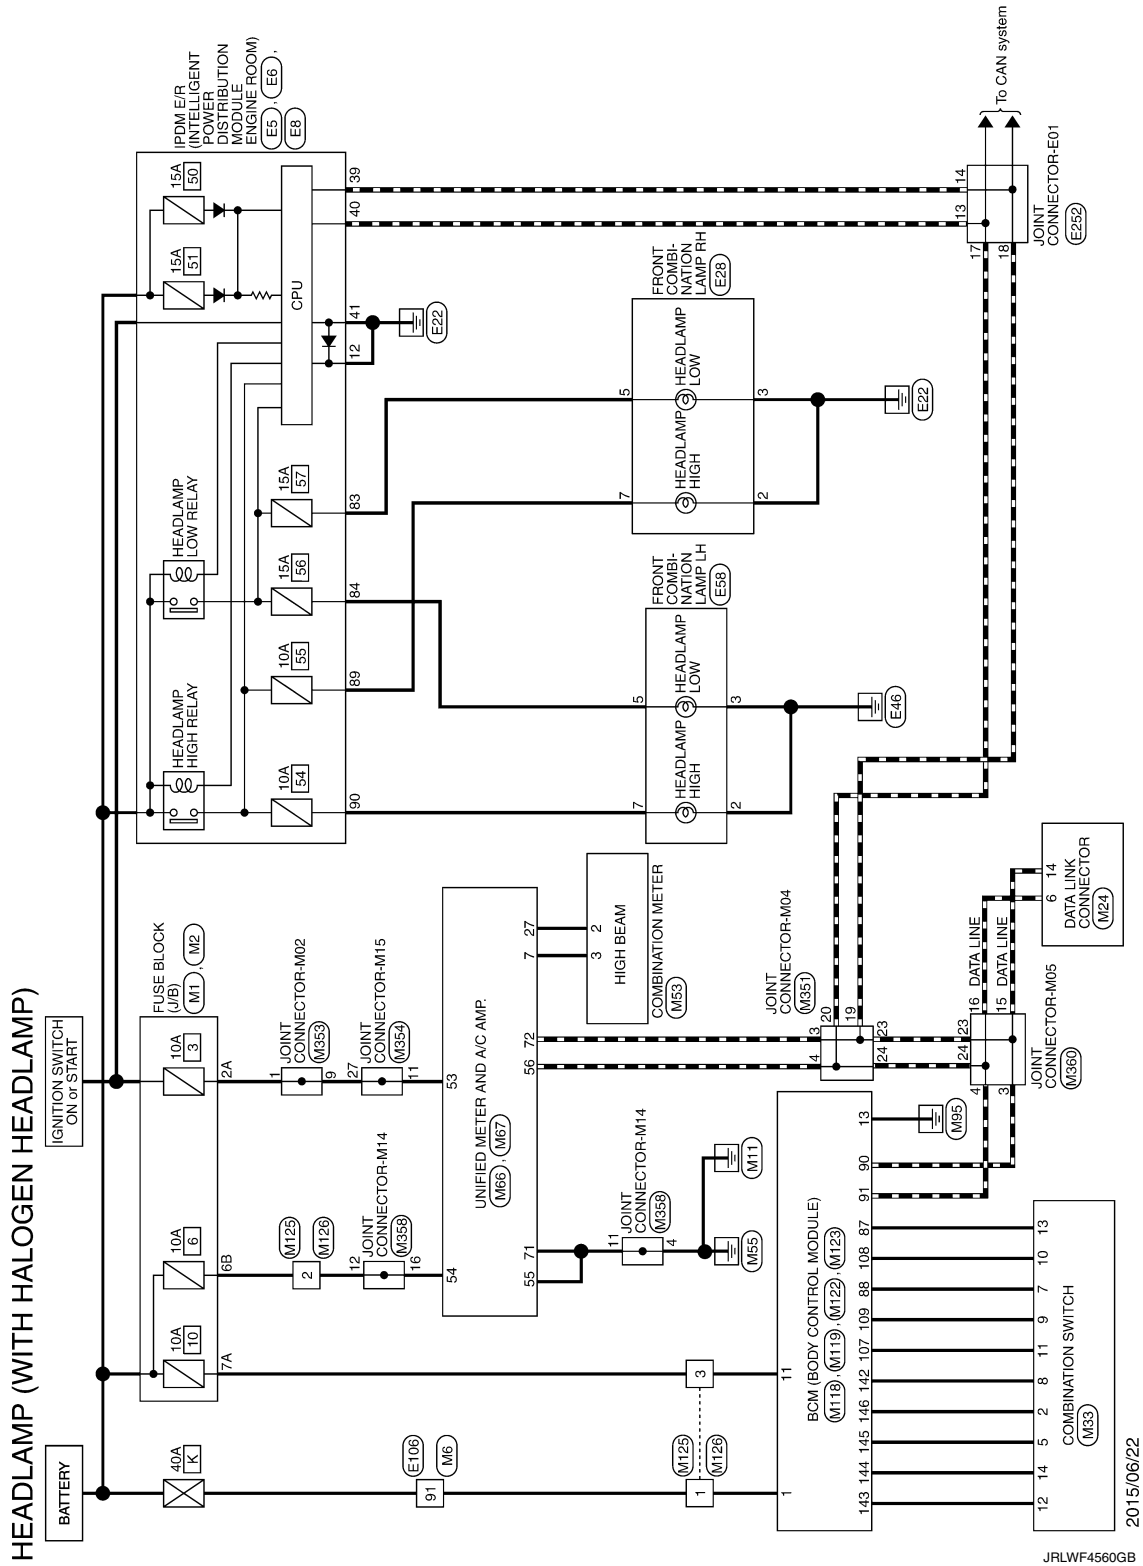 HEADLAMP (WITH HALOGEN HEADLAMP)
BATTERY
IGNITION SWITCH
ON or START
40A
K
10A
10
10A
6
10A
3
FUSE BLOCK
(J/B)
M1 , M2
7A
6B
2A
E106
M6
91
M125
M126
2
JOINT
CONNECTOR-M14
M358
12
16
JOINT
CONNECTOR-M02
M353
1
9
JOINT
CONNECTOR-M15
M354
27
11
54
53
UNIFIED METER AND A/C AMP.
M66 , M67
55
71
56
72
7
27
3
2
HIGH BEAM
COMBINATION METER
M53
JOINT
CONNECTOR-M14
M358
11
4
M55
M11
M125
M126
1
3
1
11
BCM (BODY CONTROL MODULE)
M118 , M119 , M122 , M123
143
144
145
146
142
107
109
88
108
87
91
90
13
M95
12
14
5
2
8
11
9
7
10
13
COMBINATION SWITCH
M33
JOINT
CONNECTOR-M04
M351
4
13
20
19
24
23
24
23
4
3
16
15
DATA LINE
DATA LINE
JOINT
CONNECTOR-M05
M360
6
14
DATA LINK
CONNECTOR
M24
HEADLAMP
HIGH RELAY
HEADLAMP
LOW RELAY
10A
54
10A
55
15A
56
15A
57
15A
51
15A
50
CPU
IPDM E/R
(INTELLIGENT
POWER
DISTRIBUTION
MODULE
ENGINE ROOM)
E5 , E6 ,
E8
90
89
84
83
12
41
40
39
E22
7
5
HEADLAMP
HIGH
HEADLAMP
LOW
2
3
FRONT
COMBI-
NATION
LAMP LH
E58
E46
7
5
HEADLAMP
HIGH
HEADLAMP
LOW
2
3
FRONT
COMBI-
NATION
LAMP RH
E28
E22
13
14
17
18
JOINT
CONNECTOR-E01
E252
To CAN system
2015/06/22
JRLWF4560GB